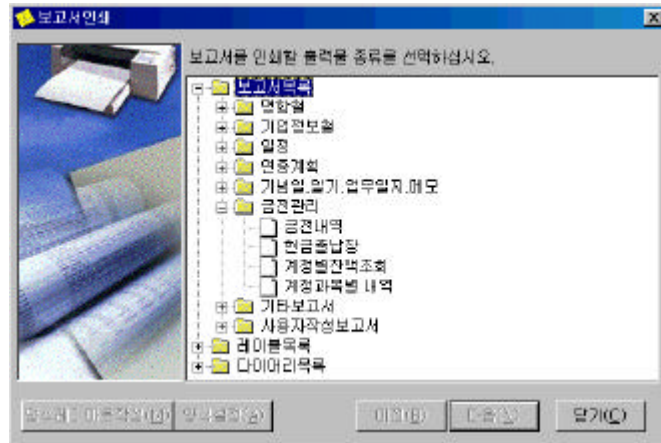 보고서인쇄
보고서를 인쇄할 출력물 종류를 선택하십시오.
보고서목록
명함철
기업정보철
일정
연중계획
기념일.일기.업무일지.메모
금전관리
금전내역
현금출납장
계정별잔액조회
계정과목별 내역
기타보고서
사용자작성보고서
레이블목록
다이어리목록
이전(B)
다음(N)
닫기(C)